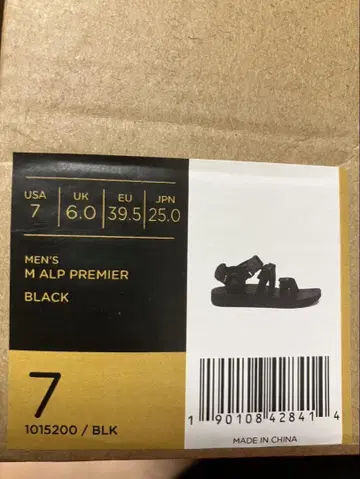 USA UK EU JPN
7 6.0 39.5 25.0
MEN'S
M ALP PREMIER
BLACK
7
1015200 / BLK
1 90108 42841 4
MADE IN CHINA